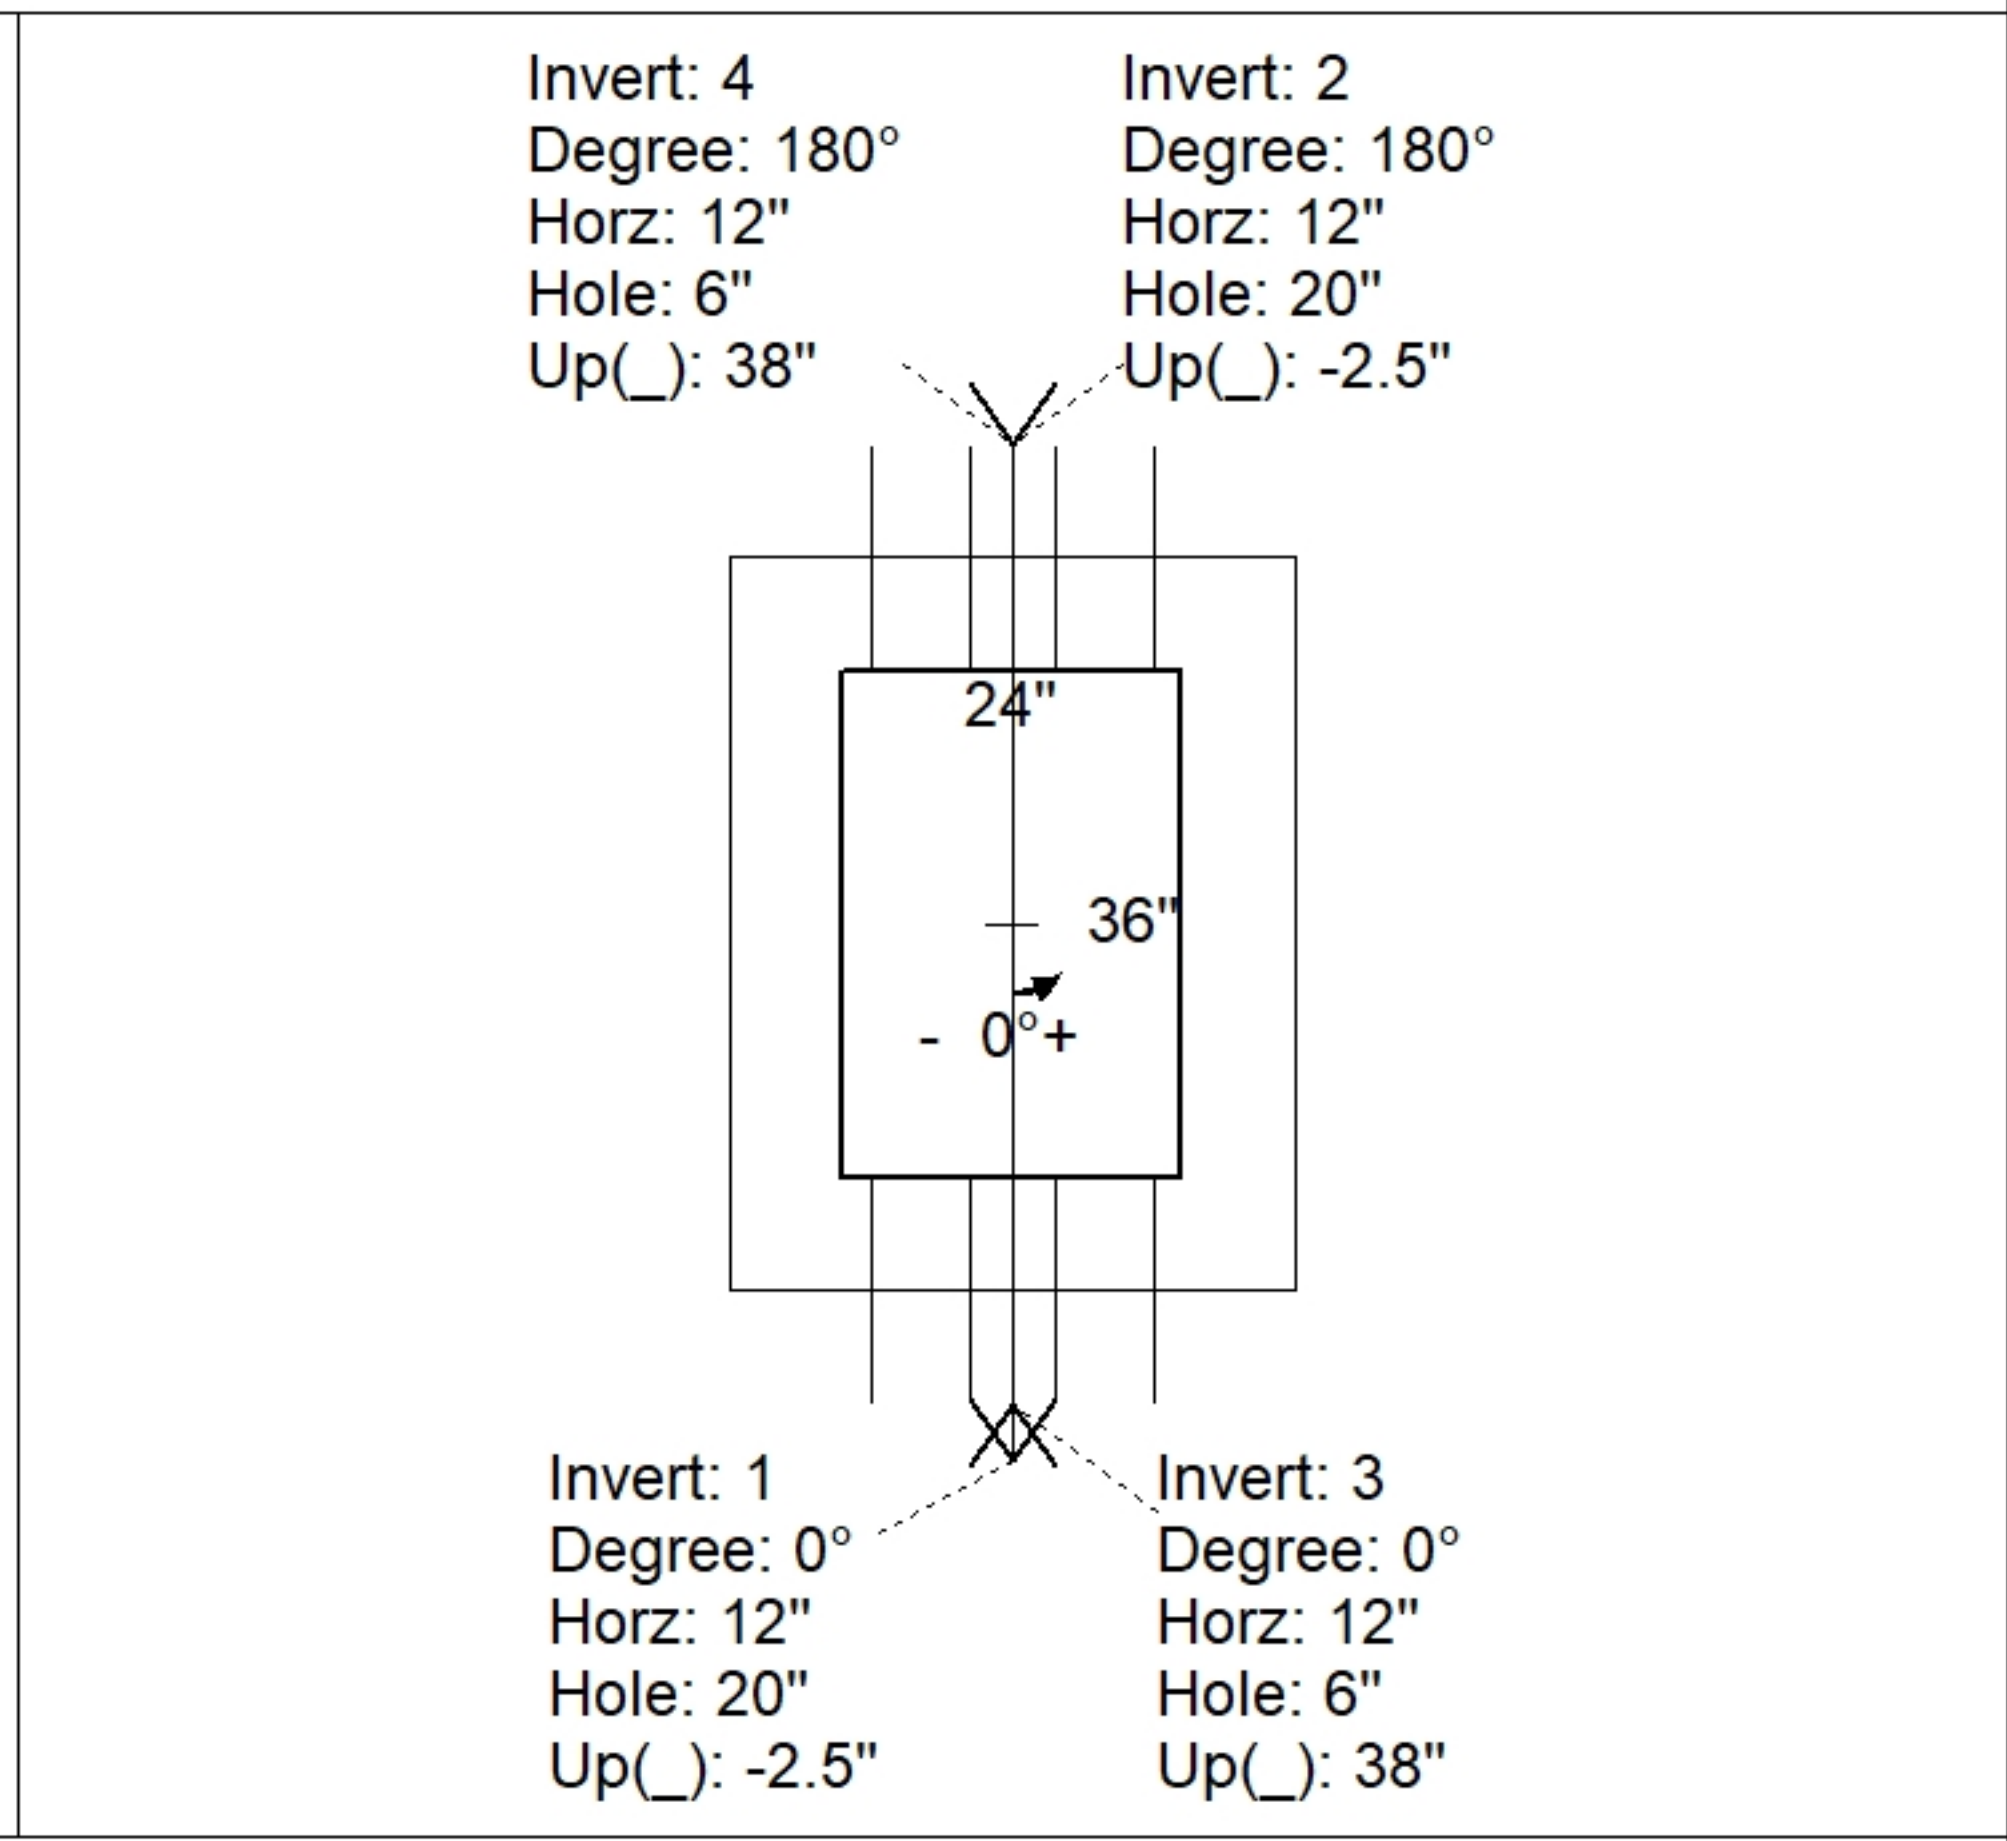 Invert: 4
Degree: 180°
Horz: 12"
Hole: 6"
Up(_): 38"
Invert: 2
Degree: 180°
Horz: 12"
Hole: 20"
Up(_): -2.5"
24"
36"
- 0°+
Invert: 1
Degree: 0°
Horz: 12"
Hole: 20"
Up(_): -2.5"
Invert: 3
Degree: 0°
Horz: 12"
Hole: 6"
Up(_): 38"